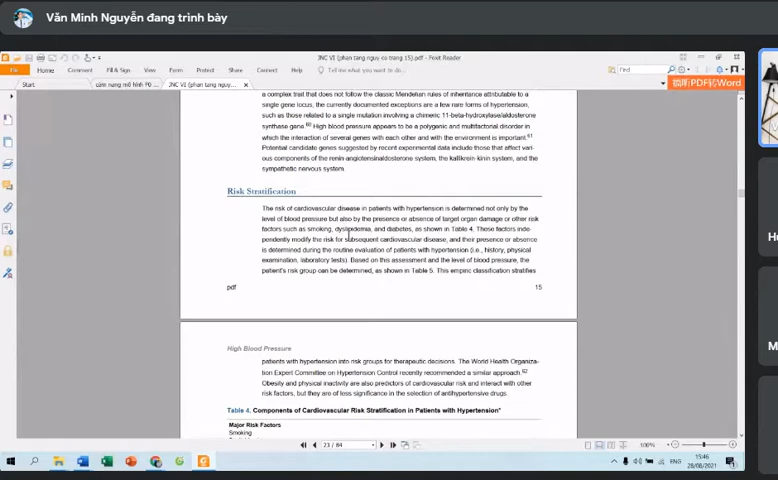 Văn Minh Nguyễn đang trình bày
JNC VI (phan tang nguy co trang 15).pdf - Foxit Reader
File Home Comment Fill & Sign View Form Protect Share Connect Help Tell me what you want... Find
Start cẩm nang mô hình PO ... JNC VI (phan tang nguy... 福昕PDF转Word
a complex trait that does not follow the classic Mendelian rules of inheritance attributable to a
single gene locus, the currently documented exceptions are a few rare forms of hypertension,
such as those related to a single mutation involving a chimeric 11-beta-hydroxylase/aldosterone
synthase gene.60 High blood pressure appears to be a polygenic and multifactorial disorder in
which the interaction of several genes with each other and with the environment is important.61
Potential candidate genes suggested by recent experimental data include those that affect vari-
ous components of the renin-angiotensinaldosterone system, the kallikrein-kinin system, and the
sympathetic nervous system.
Risk Stratification
The risk of cardiovascular disease in patients with hypertension is determined not only by the
level of blood pressure but also by the presence or absence of target organ damage or other risk
factors such as smoking, dyslipidemia, and diabetes, as shown in Table 4. These factors inde-
pendently modify the risk for subsequent cardiovascular disease, and their presence or absence
is determined during the routine evaluation of patients with hypertension (i.e., history, physical
examination, laboratory tests). Based on this assessment and the level of blood pressure, the
patient's risk group can be determined, as shown in Table 5. This empiric classification stratifies
pdf 15
High Blood Pressure
patients with hypertension into risk groups for therapeutic decisions. The World Health Organiza-
tion Expert Committee on Hypertension Control recently recommended a similar approach.62
Obesity and physical inactivity are also predictors of cardiovascular risk and interact with other
risk factors, but they are of less significance in the selection of antihypertensive drugs.
Table 4. Components of Cardiovascular Risk Stratification in Patients with Hypertension*
Major Risk Factors
Smoking
23 / 84 100%
ENG 15:46
28/08/2021